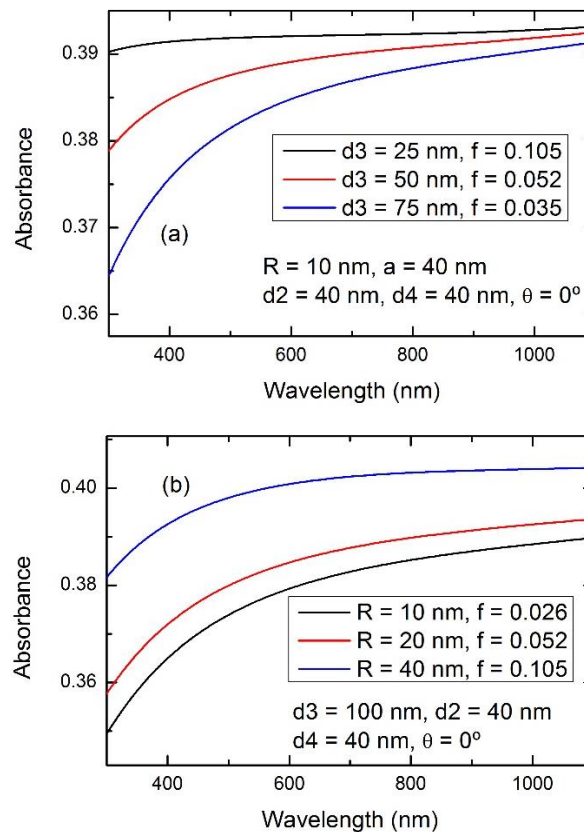 0.39
0.38
0.37
0.36
Absorbance
d3 = 25 nm, f = 0.105
d3 = 50 nm, f = 0.052
d3 = 75 nm, f = 0.035
(a)
R = 10 nm, a = 40 nm
d2 = 40 nm, d4 = 40 nm, θ = 0º
400 600 800 1000
Wavelength (nm)
0.40
0.38
0.36
Absorbance
(b)
R = 10 nm, f = 0.026
R = 20 nm, f = 0.052
R = 40 nm, f = 0.105
d3 = 100 nm, d2 = 40 nm
d4 = 40 nm, θ = 0º
400 600 800 1000
Wavelength (nm)